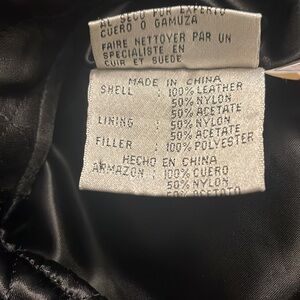 AL SECO POR EXPERTO
CUERO O GAMUZA
FAIRE NETTOYER PAR UN
SPECIALISTE EN
CUIR ET SUEDE
MADE IN CHINA
SHELL : 100% LEATHER
50% NYLON
50% ACETATE
LINING : 50% NYLON
50% ACETATE
FILLER : 100% POLYESTER
HECHO EN CHINA
ARMAZON : 100% CUERO
50% NYLON
50% ACETATO